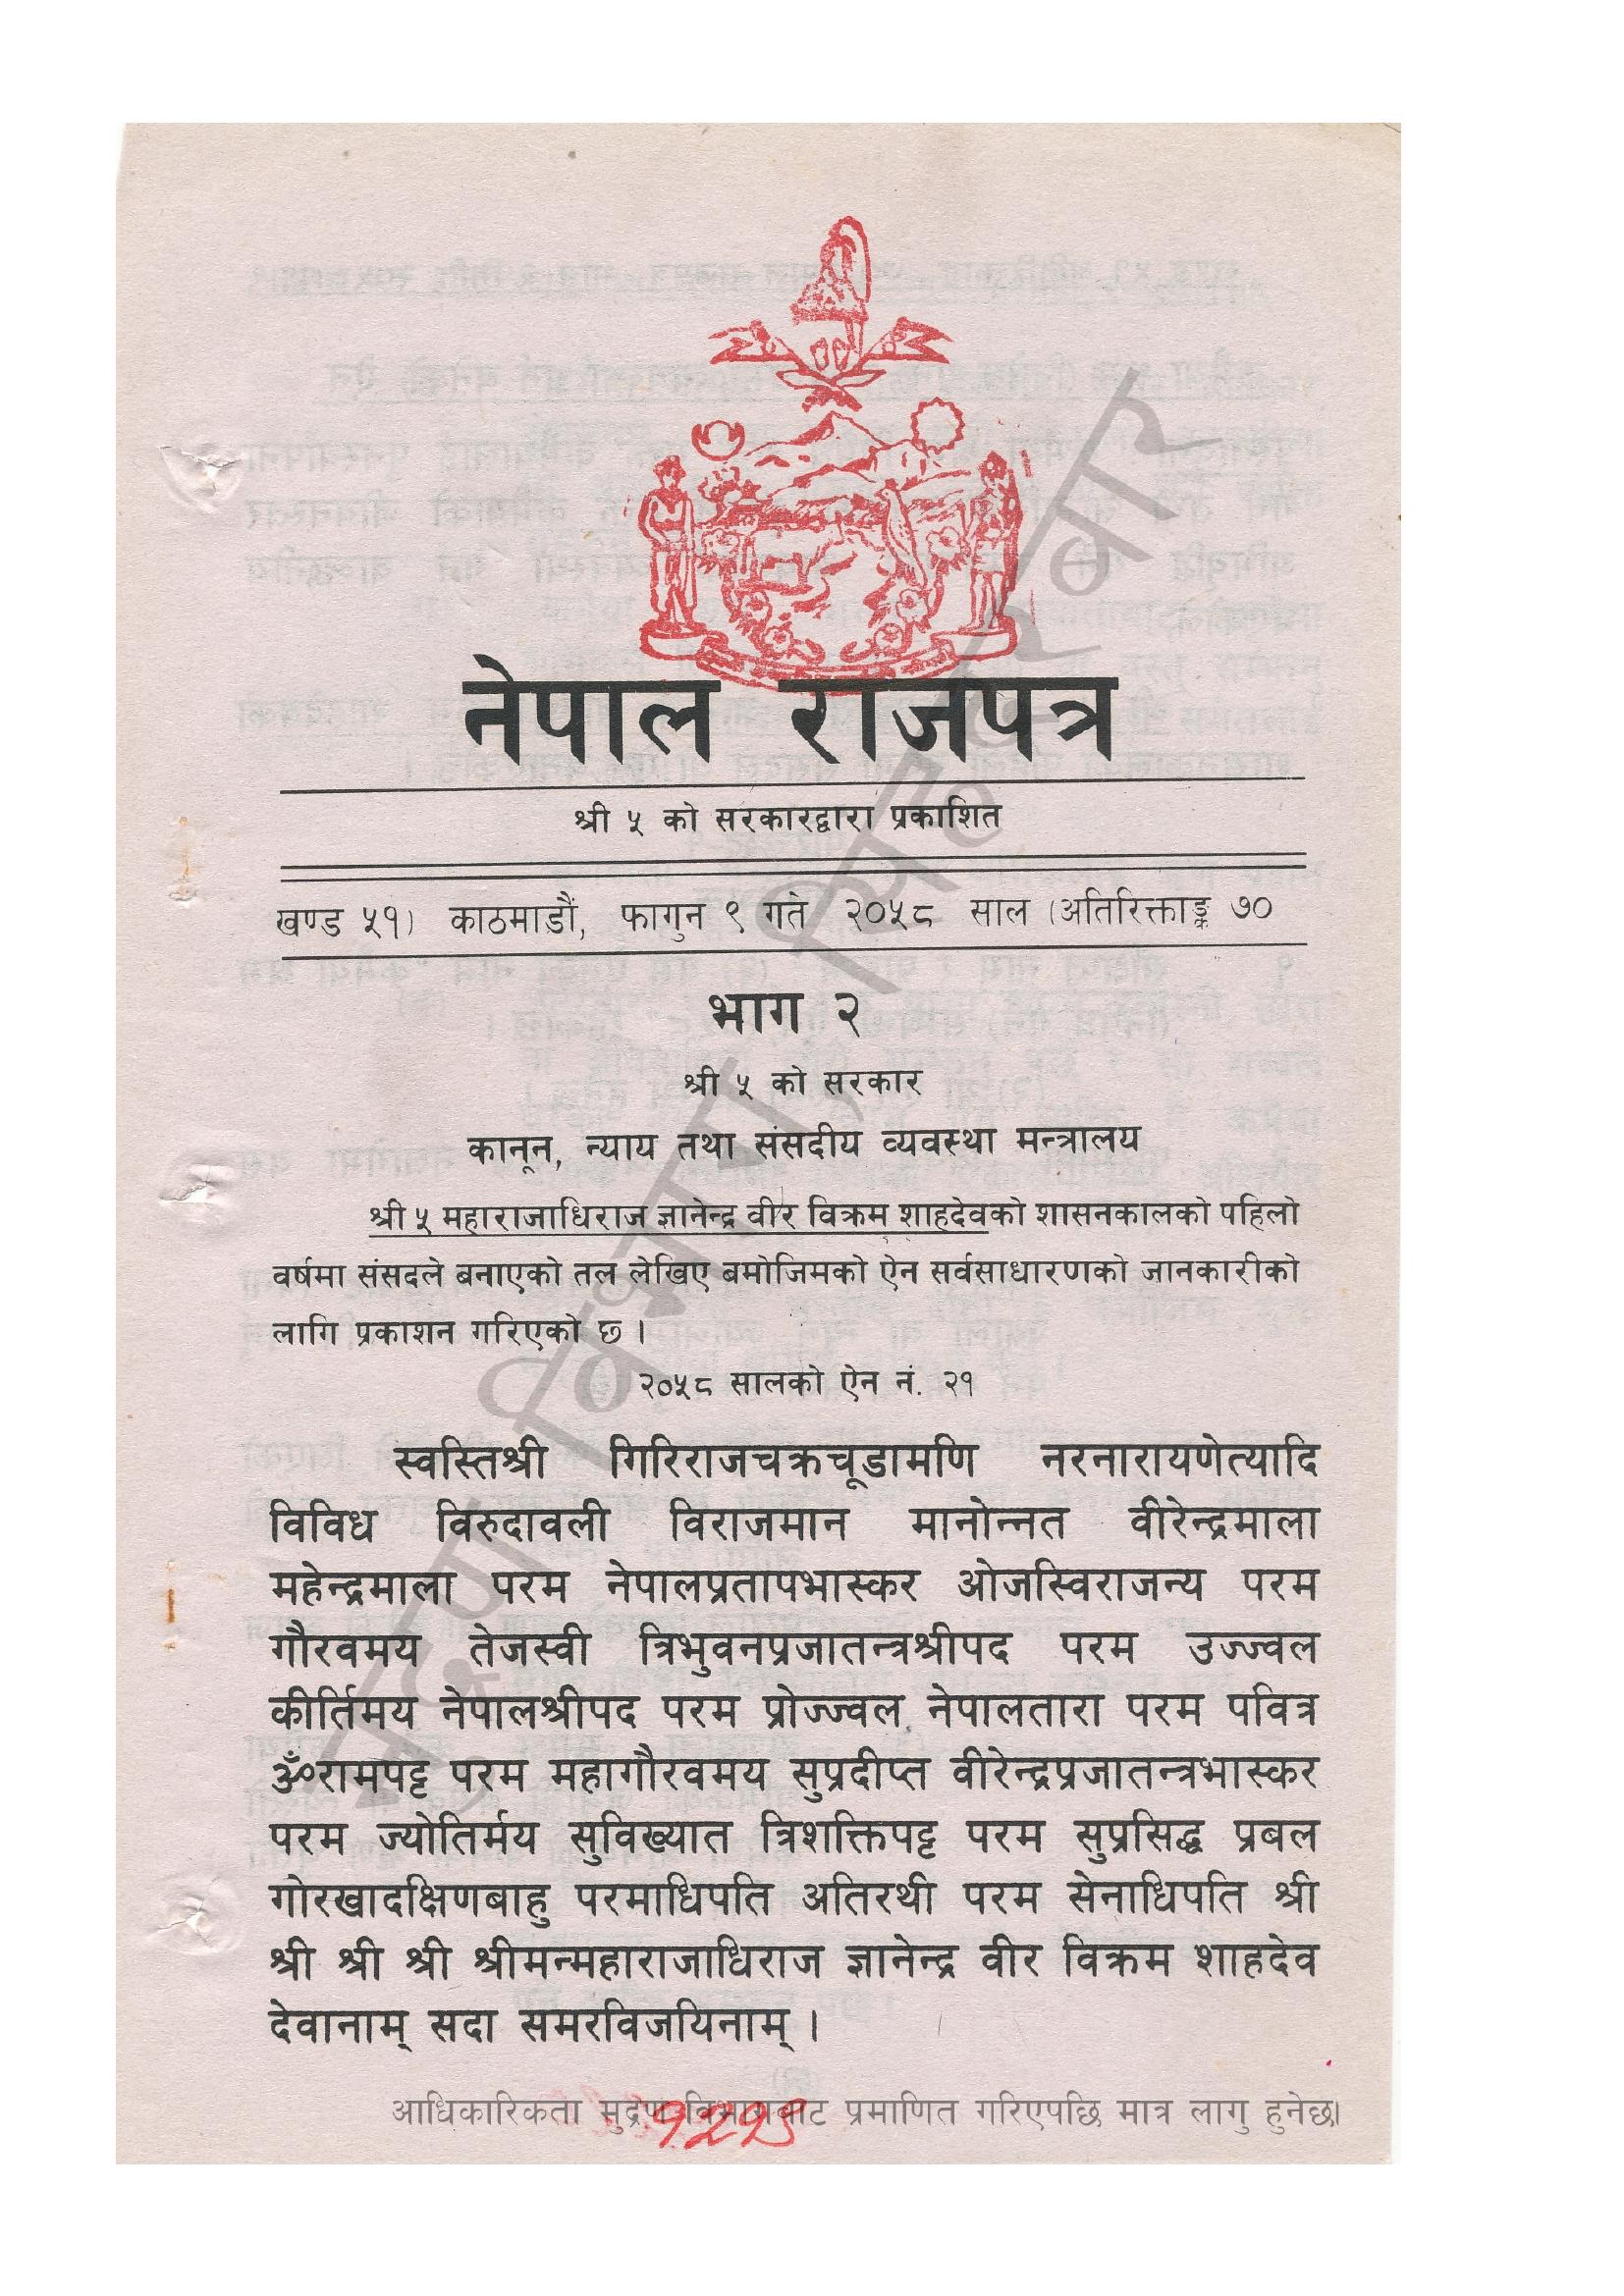 नेपाल राजपत्र
श्री ५ को सरकारद्वारा प्रकाशित
खण्ड ५१) काठमाडौं, फागुन ९ गते २०५८ साल (अतिरिक्ताङ्क ७०
भाग २
श्री ५ को सरकार
कानून, न्याय तथा संसदीय व्यवस्था मन्त्रालय
श्री ५ महाराजाधिराज ज्ञानेन्द्र वीर विक्रम शाहदेवको शासनकालको पहिलो
वर्षमा संसदले बनाएको तल लेखिए बमोजिमको ऐन सर्वसाधारणको जानकारीको
लागि प्रकाशन गरिएको छ ।
२०५८ सालको ऐन नं. २१
स्वस्तिश्री गिरिराजचक्रचूडामणि नरनारायणेत्यादि
विविध विरुदावली विराजमान मानोन्नत वीरेन्द्रमाला
महेन्द्रमाला परम नेपालप्रतापभास्कर ओजस्विराजन्य परम
गौरवमय तेजस्वी त्रिभुवनप्रजातन्त्रश्रीपद परम उज्ज्वल
कीर्तिमय नेपालश्रीपद परम प्रोज्ज्वल नेपालतारा परम पवित्र
ॐरामपट्ट परम महागौरवमय सुप्रदीप्त वीरेन्द्रप्रजातन्त्रभास्कर
परम ज्योतिर्मय सुविख्यात त्रिशक्तिपट्ट परम सुप्रसिद्ध प्रबल
गोरखादक्षिणबाहु परमाधिपति अतिरथी परम सेनाधिपति श्री
श्री श्री श्री श्रीमन्महाराजाधिराज ज्ञानेन्द्र वीर विक्रम शाहदेव
देवानाम् सदा समरविजयिनाम् ।
मुद्रण विभाग, सिंहदरबार
आधिकारिकता मुद्रण विभागबाट प्रमाणित गरिएपछि मात्र लागु हुनेछ।